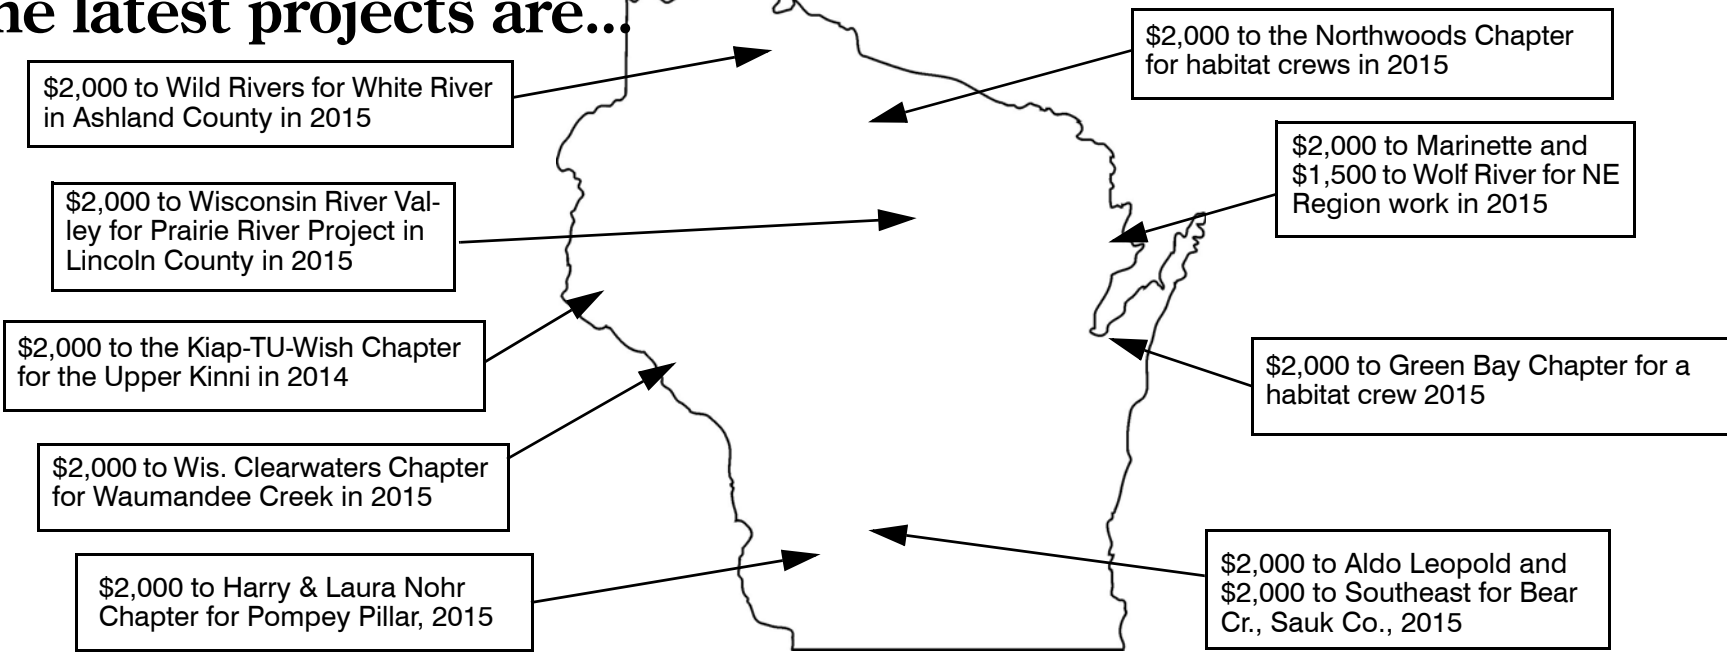 he latest projects are...
$2,000 to Wild Rivers for White River
in Ashland County in 2015
$2,000 to Wisconsin River Val-
ley for Prairie River Project in
Lincoln County in 2015
$2,000 to the Kiap-TU-Wish Chapter
for the Upper Kinni in 2014
$2,000 to Wis. Clearwaters Chapter
for Waumandee Creek in 2015
$2,000 to Harry & Laura Nohr
Chapter for Pompey Pillar, 2015
$2,000 to the Northwoods Chapter
for habitat crews in 2015
$2,000 to Marinette and
$1,500 to Wolf River for NE
Region work in 2015
$2,000 to Green Bay Chapter for a
habitat crew 2015
$2,000 to Aldo Leopold and
$2,000 to Southeast for Bear
Cr., Sauk Co., 2015